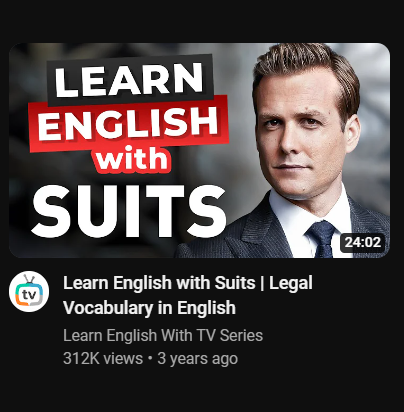 LEARN
ENGLISH
with
SUITS
24:02
tv
Learn English with Suits | Legal
Vocabulary in English
Learn English With TV Series
312K views • 3 years ago